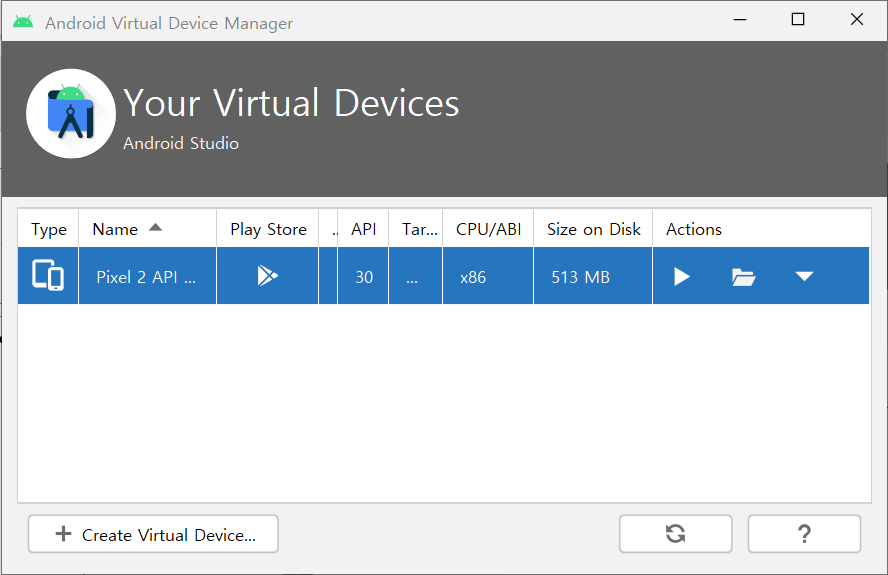 Android Virtual Device Manager
Your Virtual Devices
Android Studio
Type Name Play Store .. API Tar... CPU/ABI Size on Disk Actions
Pixel 2 API ... 30 ... x86 513 MB
+ Create Virtual Device... ?